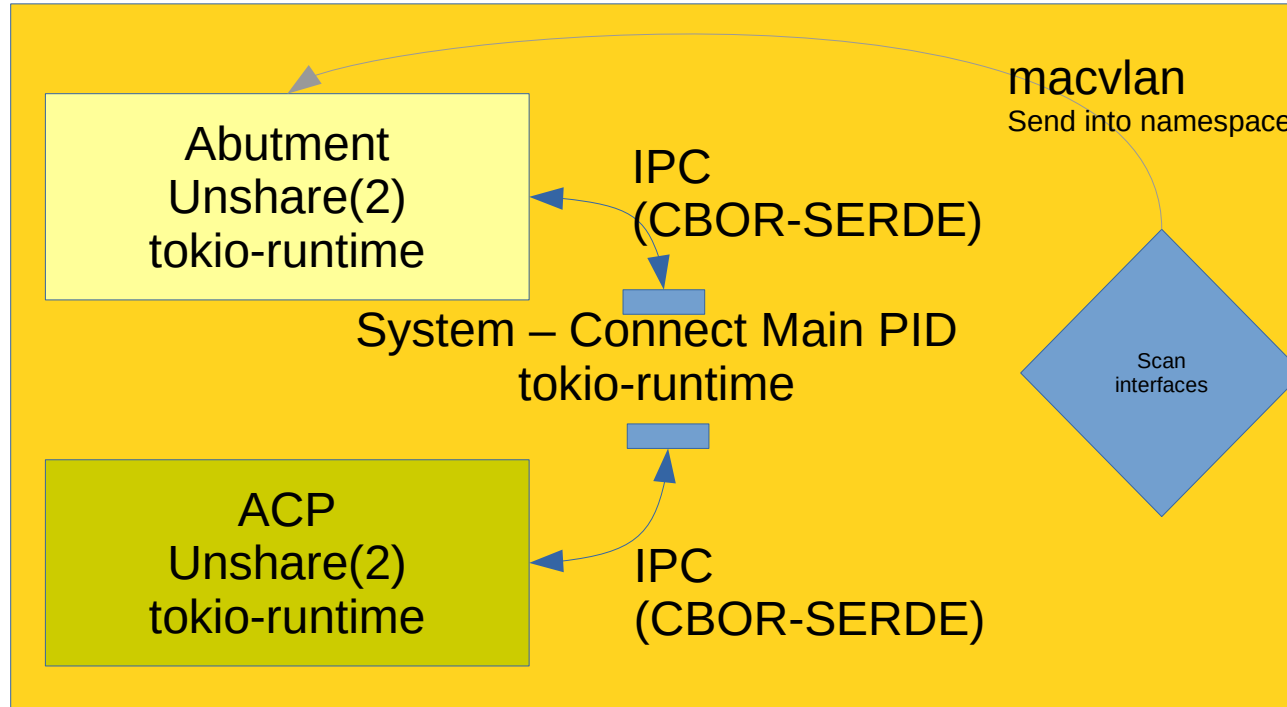 macvlan
Send into namespace
Abutment
Unshare(2)
tokio-runtime
IPC
(CBOR-SERDE)
System – Connect Main PID
tokio-runtime
Scan
interfaces
ACP
Unshare(2)
tokio-runtime
IPC
(CBOR-SERDE)